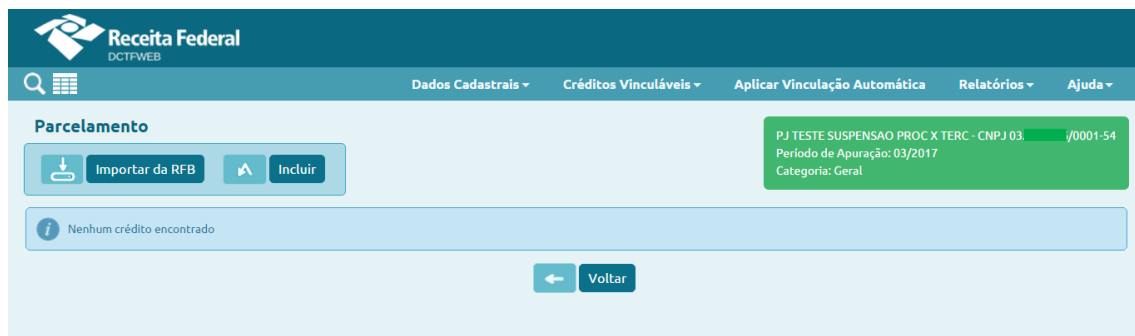 Receita Federal
DCTFWEB
Dados Cadastrais
Créditos Vinculáveis
Aplicar Vinculação Automática
Relatórios
Ajuda
Parcelamento
Importar da RFB
Incluir
PJ TESTE SUSPENSAO PROC X TERC - CNPJ 03. /0001-54
Período de Apuração: 03/2017
Categoria: Geral
Nenhum crédito encontrado
Voltar